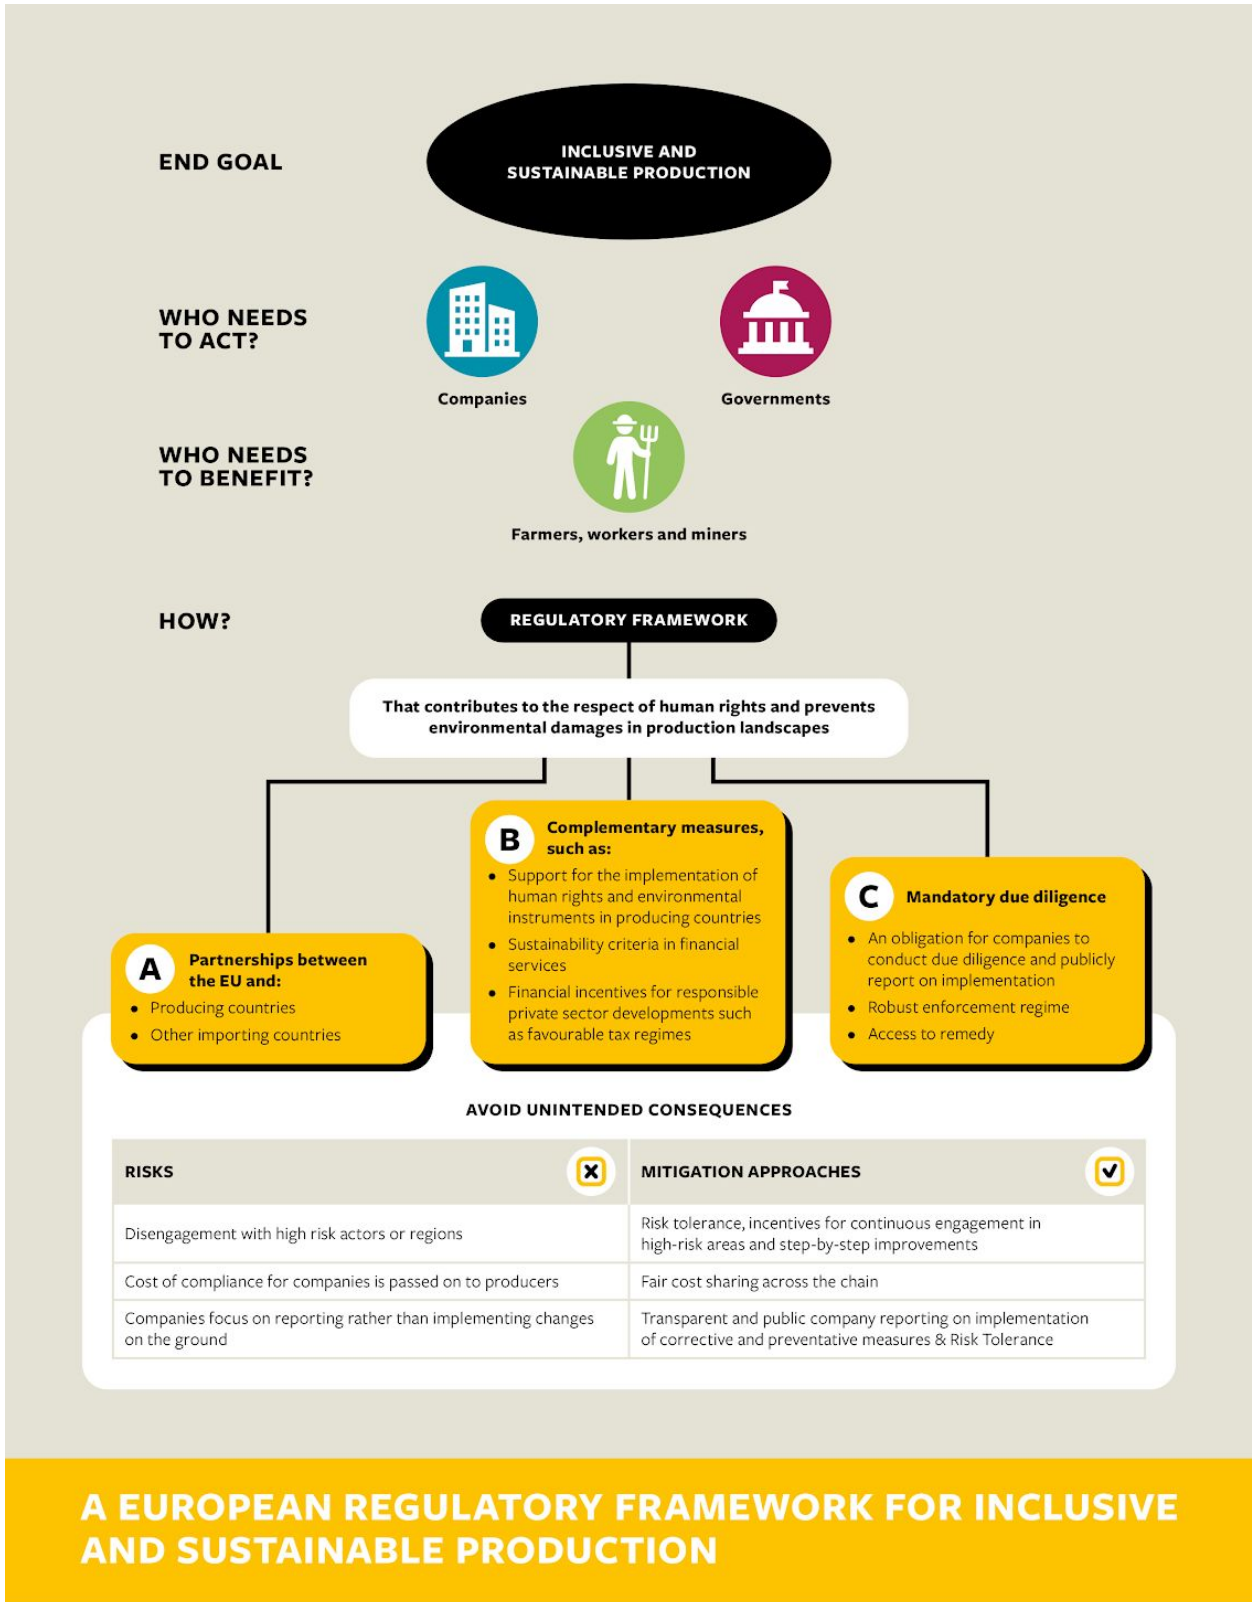 END GOAL
INCLUSIVE AND
SUSTAINABLE PRODUCTION
WHO NEEDS
TO ACT?
Companies
Governments
WHO NEEDS
TO BENEFIT?
Farmers, workers and miners
HOW?
REGULATORY FRAMEWORK
That contributes to the respect of human rights and prevents
environmental damages in production landscapes
A
Partnerships between
the EU and:
• Producing countries
• Other importing countries
B
Complementary measures,
such as:
• Support for the implementation of
human rights and environmental
instruments in producing countries
• Sustainability criteria in financial
services
• Financial incentives for responsible
private sector developments such
as favourable tax regimes
C
Mandatory due diligence
• An obligation for companies to
conduct due diligence and publicly
report on implementation
• Robust enforcement regime
• Access to remedy
AVOID UNINTENDED CONSEQUENCES
RISKS
MITIGATION APPROACHES
Disengagement with high risk actors or regions
Risk tolerance, incentives for continuous engagement in
high-risk areas and step-by-step improvements
Cost of compliance for companies is passed on to producers
Fair cost sharing across the chain
Companies focus on reporting rather than implementing changes
on the ground
Transparent and public company reporting on implementation
of corrective and preventative measures & Risk Tolerance
A EUROPEAN REGULATORY FRAMEWORK FOR INCLUSIVE
AND SUSTAINABLE PRODUCTION